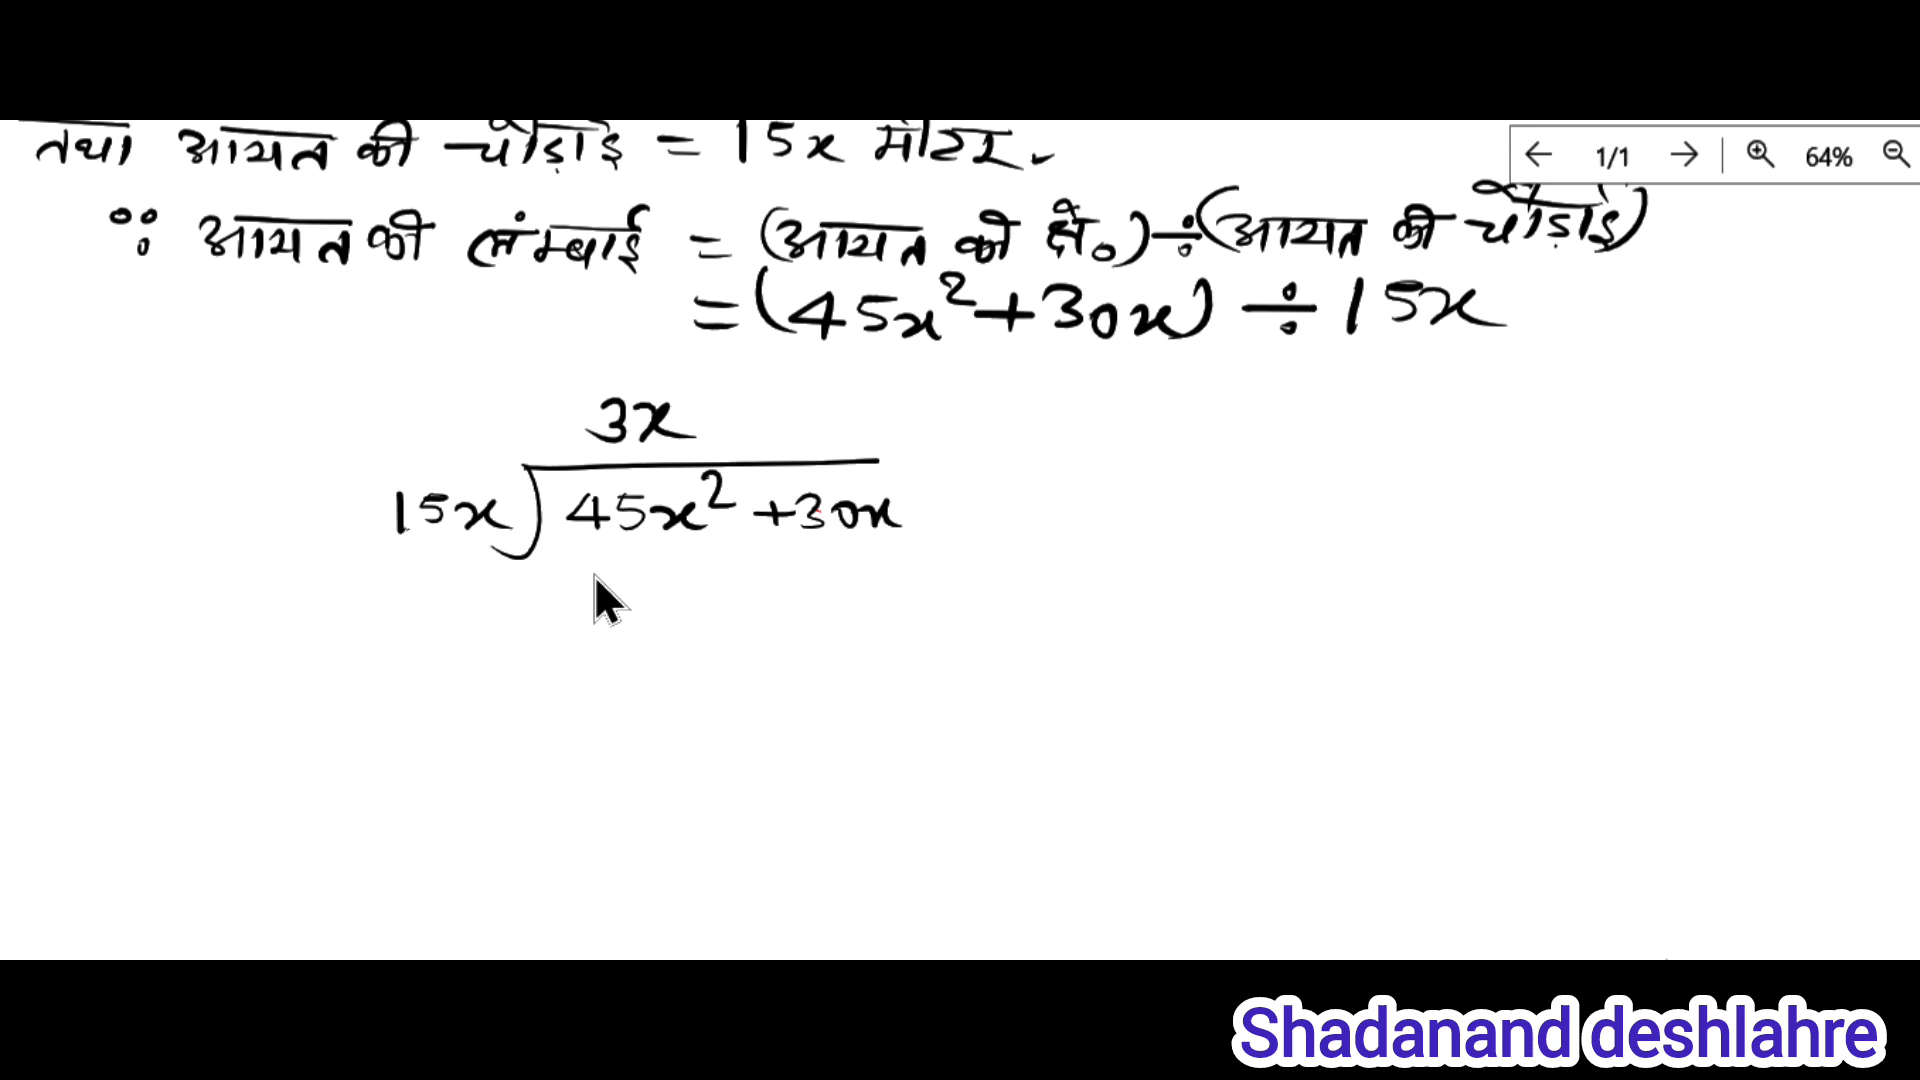 तथा आयत की चौड़ाई = 15x मीटर
1/1 64%
∵ आयत की लंम्बाई = (आयत की क्षे०) ÷ (आयत की चौड़ाई)
= (45x² + 30x) ÷ 15x
3x
15x) 45x² + 30x
Shadanand deshlahre